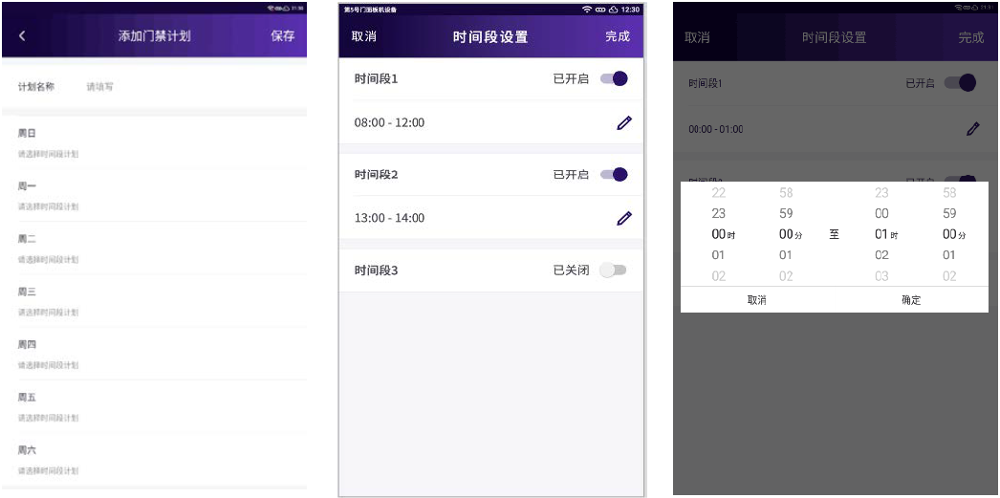 添加门禁计划 保存
计划名称 请填写
周日
请选择时间段计划
周一
请选择时间段计划
周二
请选择时间段计划
周三
请选择时间段计划
周四
请选择时间段计划
周五
请选择时间段计划
周六
请选择时间段计划
第5号门面板机设备 12:30
取消 时间段设置 完成
时间段1 已开启
08:00 - 12:00
时间段2 已开启
13:00 - 14:00
时间段3 已关闭
取消 时间段设置 完成
时间段1 已开启
00:00 - 01:00
22 58 23 58
23 59 00 59
00时 00分 至 01时 00分
01 01 02 01
02 02 03 02
取消 确定